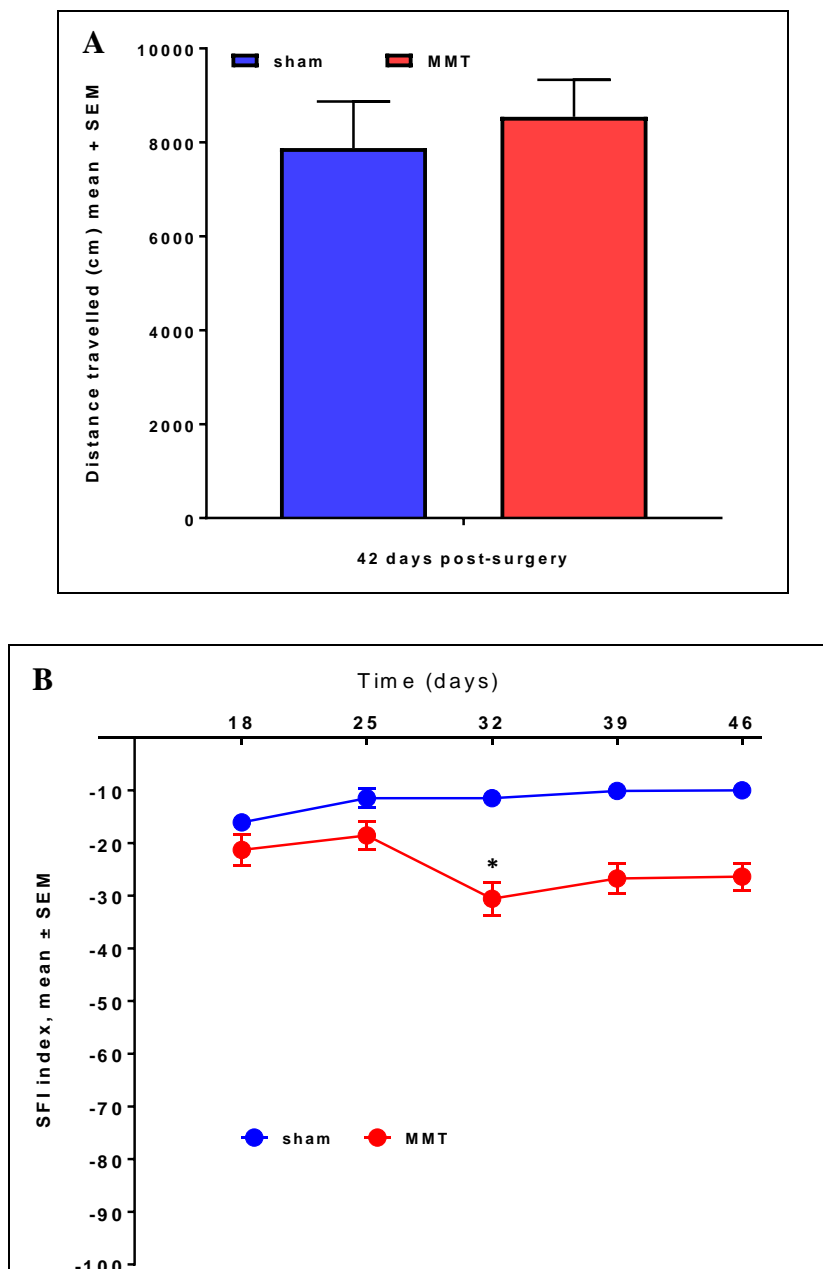 A
sham MMT
Distance travelled (cm) mean + SEM
10000
8000
6000
4000
2000
0
42 days post-surgery
B
Time (days)
18 25 32 39 46
SFI index, mean ± SEM
-10
-20
-30
*
-40
-50
-60
-70
sham MMT
-80
-90
-100